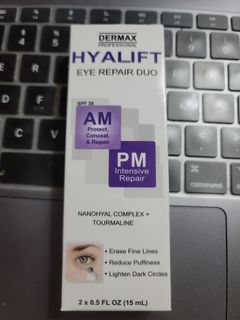 DERMAX
PROFESSIONAL
HYALIFT
EYE REPAIR DUO
SPF 35
AM
Protect,
Conceal,
& Repair
PM
Intensive
Repair
NANOHYAL COMPLEX +
TOURMALINE
• Erase Fine Lines
• Reduce Puffiness
• Lighten Dark Circles
2 x 0.5 FL OZ (15 mL)